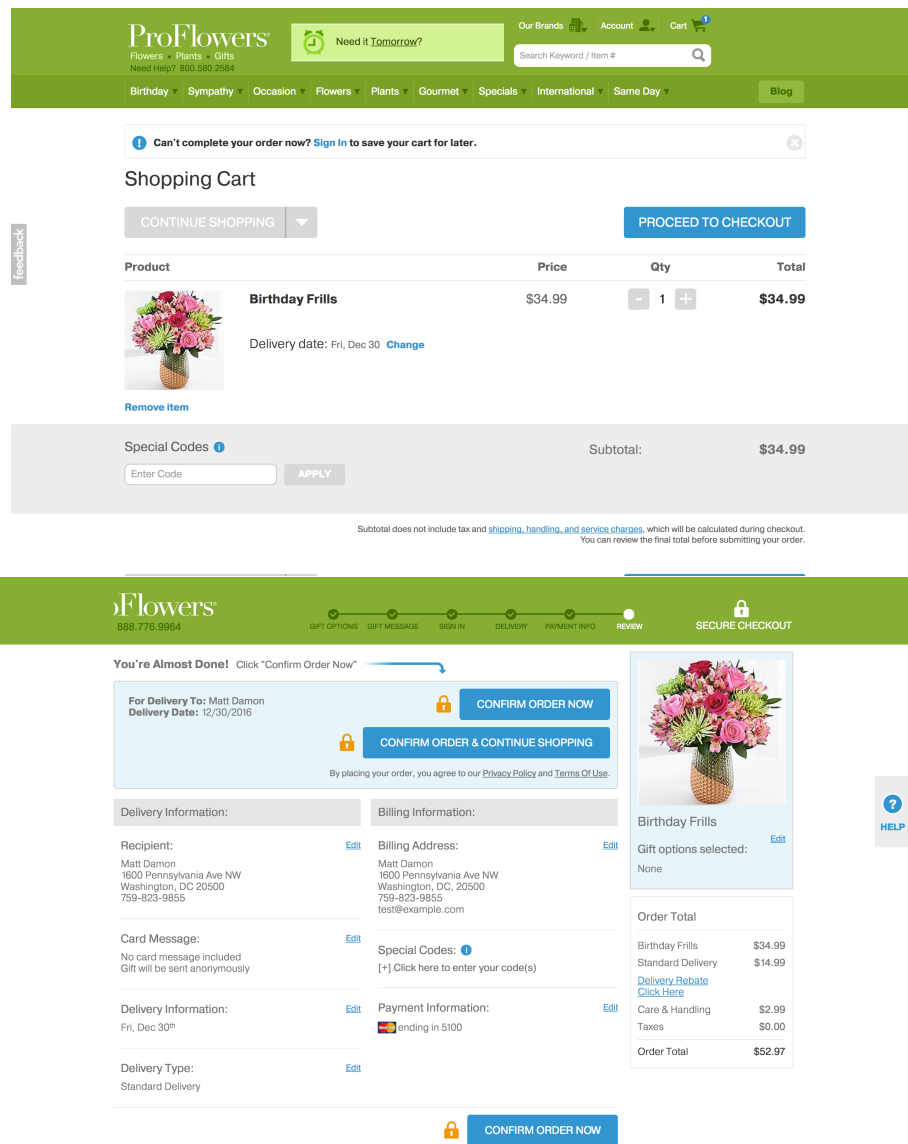 ProFlowers®
Flowers • Plants • Gifts
Need Help? 800.580.2584
Need it Tomorrow?
Our Brands
Account
Cart
1
Search Keyword / Item #
Birthday
Sympathy
Occasion
Flowers
Plants
Gourmet
Specials
International
Same Day
Blog
feedback
Can't complete your order now? Sign In to save your cart for later.
Shopping Cart
CONTINUE SHOPPING
PROCEED TO CHECKOUT
Product Price Qty Total
Birthday Frills $34.99 - 1 + $34.99
Delivery date: Fri, Dec 30 Change
Remove item
Special Codes
Subtotal: $34.99
Enter Code
APPLY
Subtotal does not include tax and shipping, handling, and service charges, which will be calculated during checkout.
You can review the final total before submitting your order.
oFlowers®
888.776.9964
GIFT OPTIONS
GIFT MESSAGE
SIGN IN
DELIVERY
PAYMENT INFO
REVIEW
SECURE CHECKOUT
You're Almost Done! Click "Confirm Order Now"
For Delivery To: Matt Damon
Delivery Date: 12/30/2016
CONFIRM ORDER NOW
CONFIRM ORDER & CONTINUE SHOPPING
By placing your order, you agree to our Privacy Policy and Terms Of Use.
Delivery Information:
Recipient: Edit
Matt Damon
1600 Pennsylvania Ave NW
Washington, DC 20500
759-823-9855
Card Message: Edit
No card message included
Gift will be sent anonymously
Delivery Information: Edit
Fri, Dec 30th
Delivery Type: Edit
Standard Delivery
Billing Information:
Billing Address: Edit
Matt Damon
1600 Pennsylvania Ave NW
Washington, DC, 20500
759-823-9855
test@example.com
Special Codes:
[+] Click here to enter your code(s)
Payment Information: Edit
MasterCard ending in 5100
CONFIRM ORDER NOW
Birthday Frills
Edit
Gift options selected:
None
Order Total
Birthday Frills $34.99
Standard Delivery $14.99
Delivery Rebate
Click Here
Care & Handling $2.99
Taxes $0.00
Order Total $52.97
?
HELP